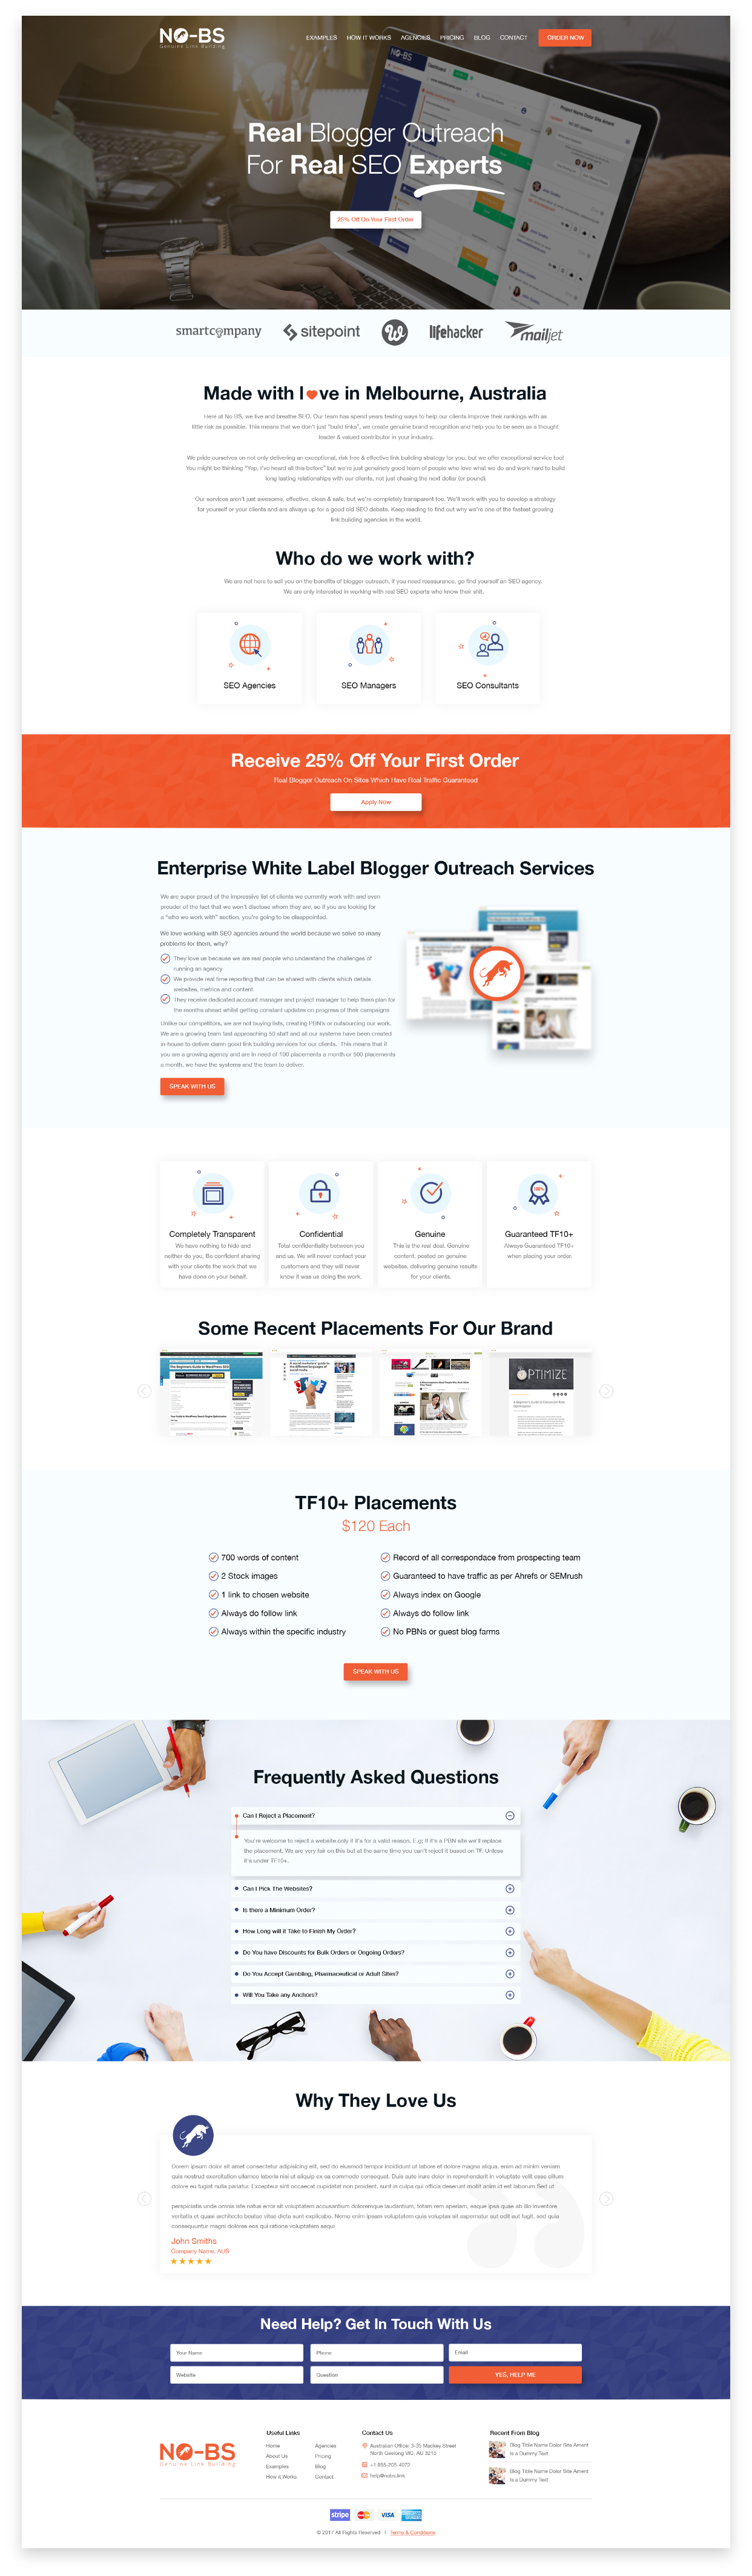 NO-BS
Genuine Link Building
EXAMPLES HOW IT WORKS AGENCIES PRICING BLOG CONTACT ORDER NOW
Real Blogger Outreach
For Real SEO Experts
25% Off On Your First Order
smartcompany sitepoint lifehacker mailjet
Made with love in Melbourne, Australia
Here at No BS, we live and breathe SEO. Our team has spend years testing ways to help our clients improve their rankings with as
little risk as possible. This means that we don't just "build links", we create genuine brand recognition and help you to be seen as a thought
leader & valued contributor in your industry.
We pride ourselves on not only delivering an exceptional, risk free & effective link building strategy for you, but we offer exceptional service too!
You might be thinking "Yep, I've heard all this before" but we're just genuinely good team of people who love what we do and work hard to build
long lasting relationships with our clients, not just chasing the next dollar (or pound).
Our services aren't just awesome, effective, clean & safe, but we're completely transparent too. We'll work with you to develop a strategy
for yourself or your clients and are always up for a good old SEO debate. Keep reading to find out why we're one of the fastest growing
link building agencies in the world.
Who do we work with?
We are not here to sell you on the benefits of blogger outreach, if you need reassurance, go find yourself an SEO agency.
We are only interested in working with real SEO experts who know their shit.
SEO Agencies
SEO Managers
SEO Consultants
Receive 25% Off Your First Order
Real Blogger Outreach On Sites Which Have Real Traffic Guaranteed
Apply Now
Enterprise White Label Blogger Outreach Services
We are super proud of the impressive list of clients we currently work with and even
prouder of the fact that we won't disclose whom they are, so if you are looking for
a "who we work with" section, you're going to be disappointed.
We love working with SEO agencies around the world because we solve so many
problems for them, why?
They love us because we are real people who understand the challenges of
running an agency
We provide real time reporting that can be shared with clients which details
websites, metrics and content
They receive dedicated account manager and project manager to help them plan for
the months ahead whilst getting constant updates on progress of their campaigns
Unlike our competitors, we are not buying lists, creating PBN's or outsourcing our work.
We are a growing team fast approaching 50 staff and all our systems have been created
in-house to deliver damn good link building services for our clients. This means that if
you are a growing agency and are in need of 100 placements a month or 500 placements
a month, we have the systems and the team to deliver.
SPEAK WITH US
Completely Transparent
We have nothing to hide and
neither do you, Be confident sharing
with your clients the work that we
have done on your behalf.
Confidential
Total confidentiality between you
and us. We will never contact your
customers and they will never
know it was us doing the work.
Genuine
This is the real deal. Genuine
content, posted on genuine
websites, delivering genuine results
for your clients.
100%
Guaranteed TF10+
Always Guaranteed TF10+
when placing your order.
Some Recent Placements For Our Brand
The Beginners Guide to WordPress SEO
OPTIMIZE
TF10+ Placements
$120 Each
700 words of content
2 Stock images
1 link to chosen website
Always do follow link
Always within the specific industry
Record of all correspondace from prospecting team
Guaranteed to have traffic as per Ahrefs or SEMrush
Always index on Google
Always do follow link
No PBNs or guest blog farms
SPEAK WITH US
Frequently Asked Questions
Can I Reject a Placement?
You're welcome to reject a website only if it's for a valid reason. E.g; If it's a PBN site we'll replace
the placement. We are very fair on this but at the same time you can't reject it based on TF. Unless
it's under TF10+.
Can I Pick The Websites?
Is there a Minimum Order?
How Long will it Take to Finish My Order?
Do You have Discounts for Bulk Orders or Ongoing Orders?
Do You Accept Gambling, Pharmaceutical or Adult Sites?
Will You Take any Anchors?
Why They Love Us
Dorem ipsum dolor sit amet consectetur adipisicing elit, sed do eiusmod tempor incididunt ut labore et dolore magna aliqua. enim ad minim veniam
quis nostrud exercitation ullamco laboris nisi ut aliquip ex ea commodo consequat. Duis aute irure dolor in reprehenderit in voluptate velit esse cillum
dolore eu fugiat nulla pariatur. Excepteur sint occaecat cupidatat non proident, sunt in culpa qui officia deserunt mollit anim id est laborum Sed ut
perspiciatis unde omnis iste natus error sit voluptatem accusantium doloremque laudantium, totam rem aperiam, eaque ipsa quae ab illo inventore
veritatis et quasi architecto beatae vitae dicta sunt explicabo. Nemo enim ipsam voluptatem quia voluptas sit aspernatur aut odit aut fugit, sed quia
consequuntur magni dolores eos qui ratione voluptatem sequi
John Smiths
Company Name, AUS
Need Help? Get In Touch With Us
Your Name Phone Email
Website Question YES, HELP ME
NO-BS
Genuine Link Building
Useful Links
Home Agencies
About Us Pricing
Examples Blog
How it Works Contact
Contact Us
Australian Office: 3-35 Mackey Street
North Geelong VIC, AU 3215
+1 855-205-4072
help@nobs.link
Recent From Blog
Blog Title Name Dolor Site Ament
is a Dummy Text
Blog Title Name Dolor Site Ament
is a Dummy Text
stripe VISA
© 2017 All Rights Reserved | Terms & Conditions